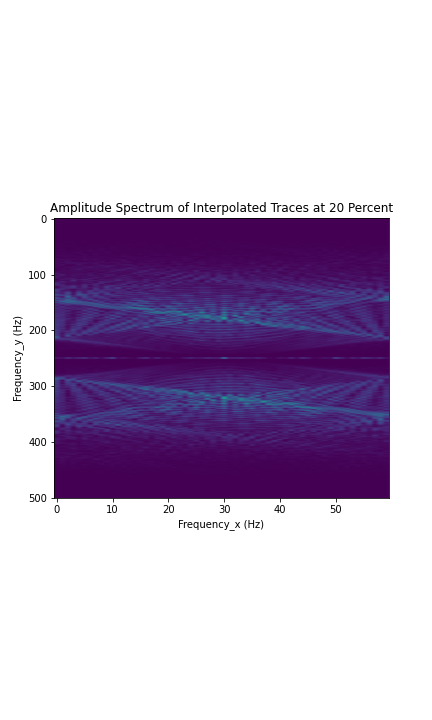 Amplitude Spectrum of Interpolated Traces at 20 Percent
0
100
200
300
400
500
Frequency_y (Hz)
0 10 20 30 40 50
Frequency_x (Hz)